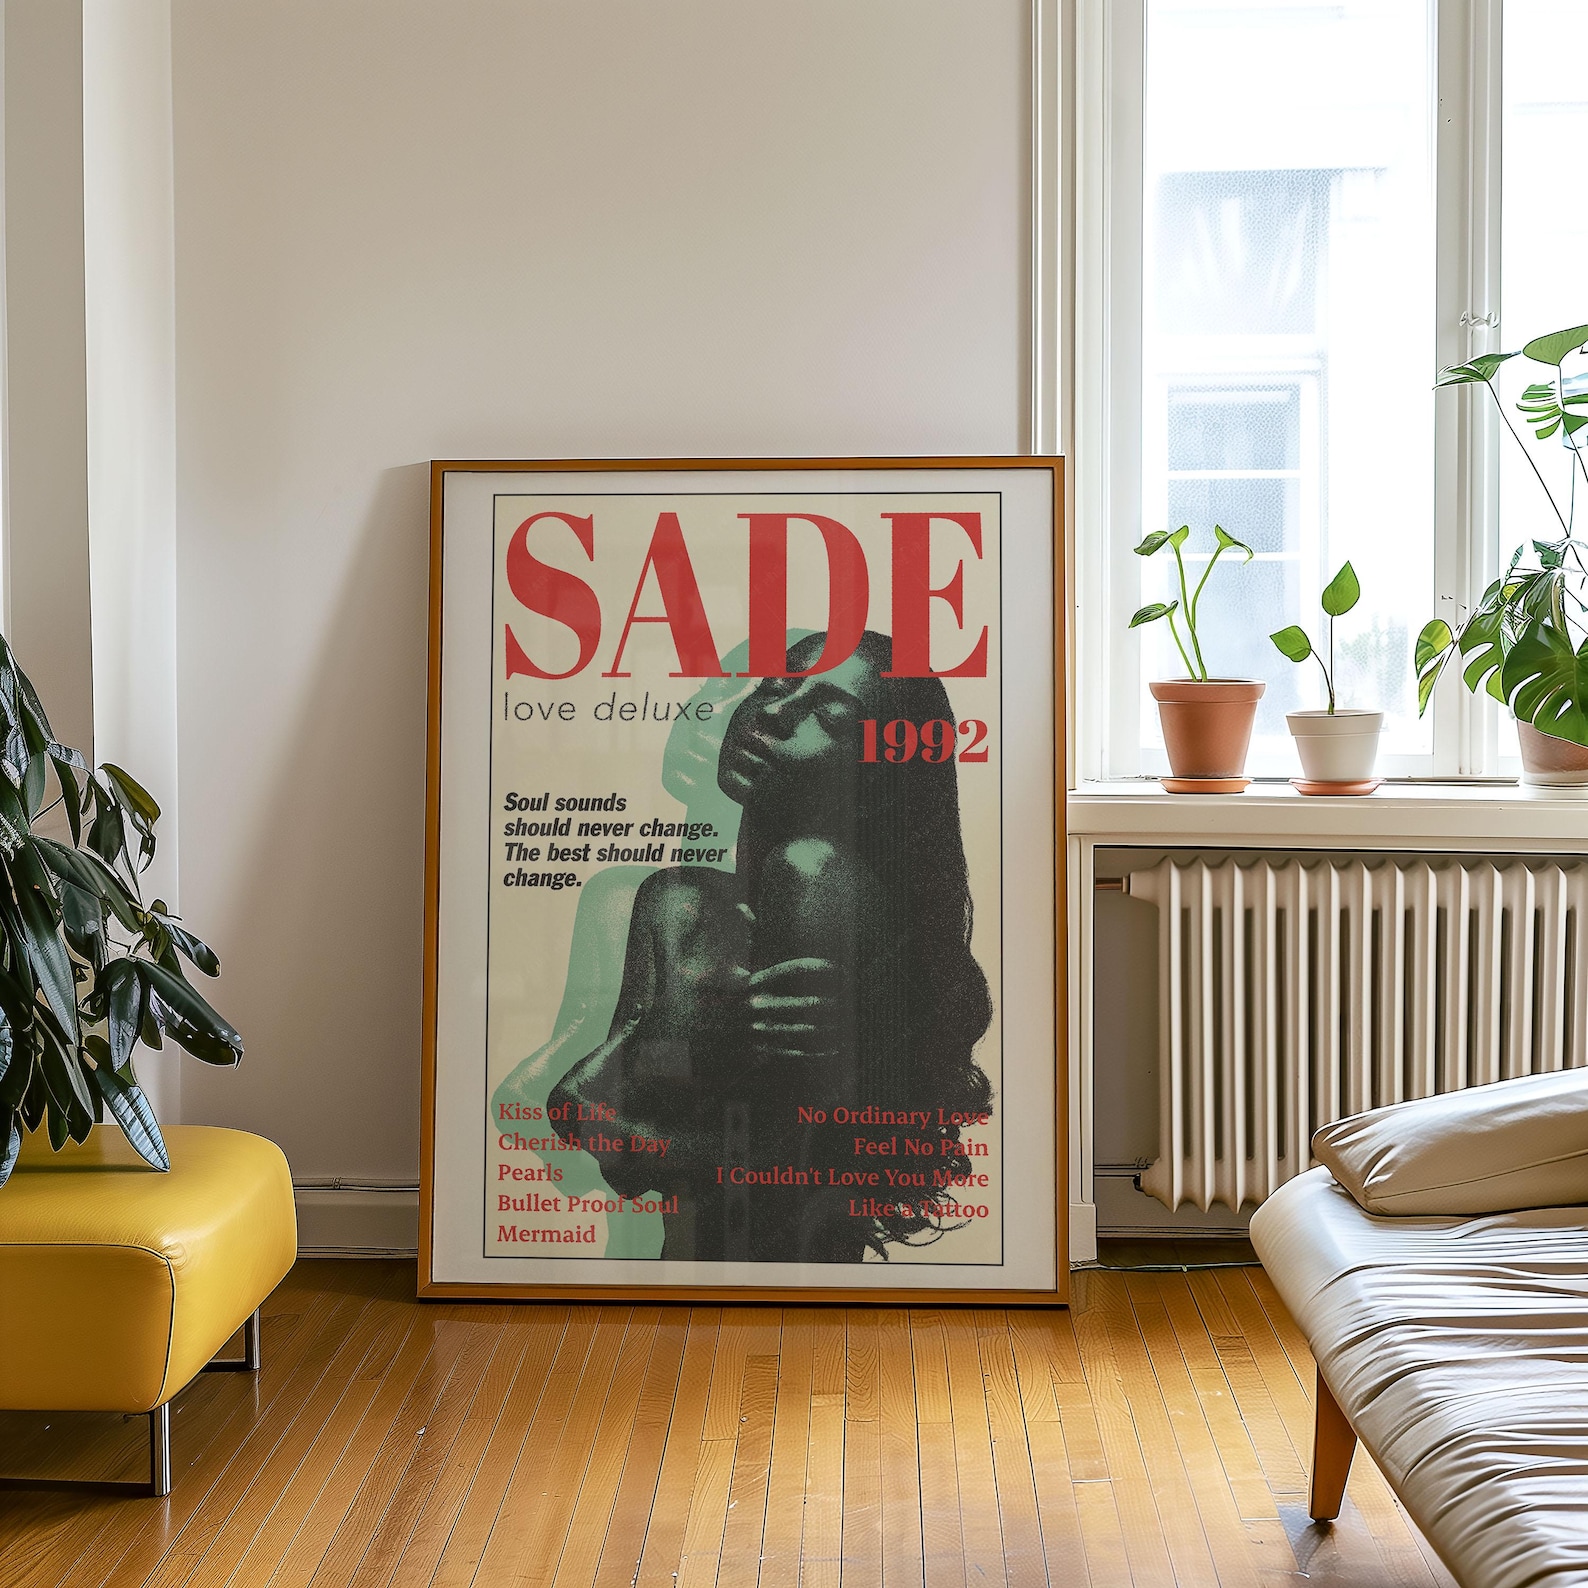 SADE
love deluxe
1992
Soul sounds
should never change.
The best should never
change.
Kiss of Life
Cherish the Day
Pearls
Bullet Proof Soul
Mermaid
No Ordinary Love
Feel No Pain
I Couldn't Love You More
Like a Tattoo